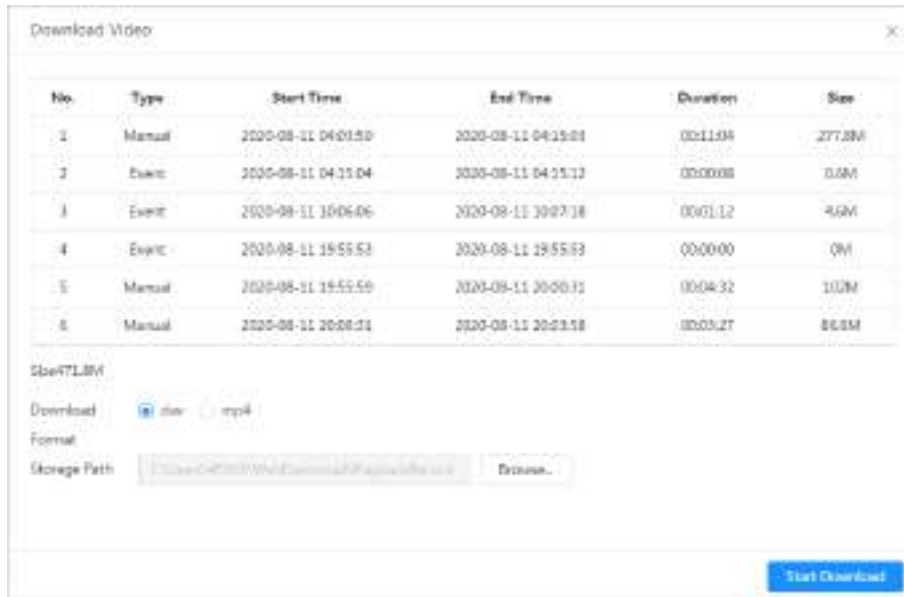 Download Video
No. Type Start Time End Time Duration Size
1 Manual 2020-08-11 04:03:59 2020-08-11 04:15:03 00:11:04 277.8M
2 Event 2020-08-11 04:15:04 2020-08-11 04:15:12 00:00:08
3 Event 2020-08-11 10:06:06 2020-08-11 10:07:18 00:01:12 4.6M
4 Event 2020-08-11 19:55:53 2020-08-11 19:55:53 00:00:00 0M
5 Manual 2020-08-11 19:55:59 2020-08-11 20:00:31 00:04:32 102M
6 Manual 2020-08-11 20:00:31 2020-08-11 20:03:58 00:03:27
Size471.8M
Download dav mp4
Format
Storage Path Browse...
Start Download